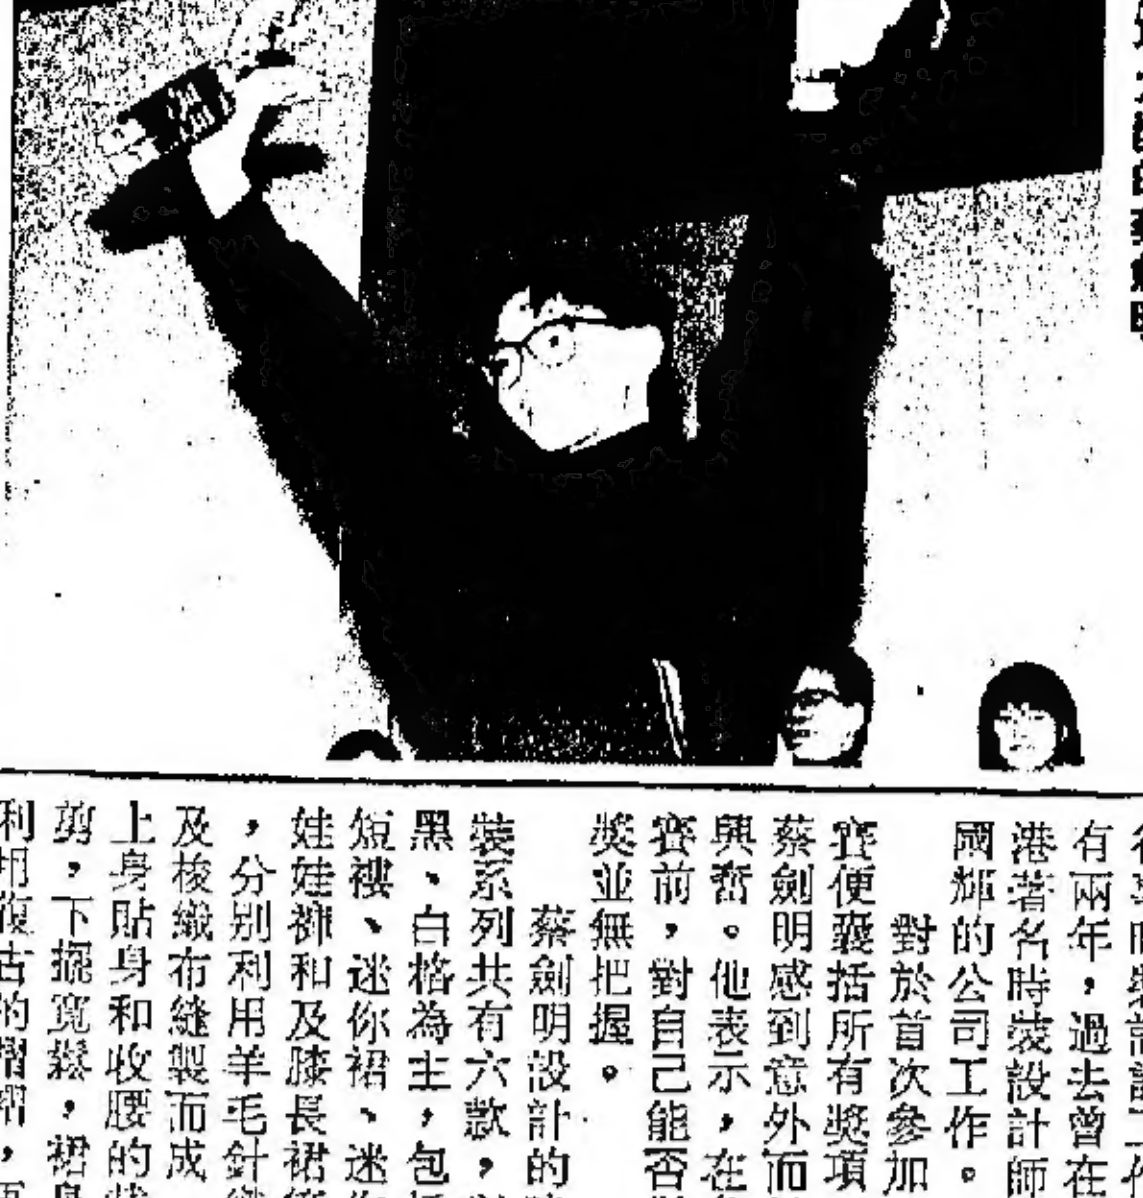 有兩年，過去曾在
港著名時裝設計師
國輝的公司工作。
對於首次參加
賽便囊括所有獎項
蔡劍明感到意外而
興奮。他表示，在
賽前，對自己能否
獎並無把握。
蔡劍明設計的
裝系列共有六款，
黑、白格為主，包
短褸、迷你裙、迷
娃娃褲和及膝長裙
，分別利用羊毛針
及梭織布縫製而成
上身貼身和收腰的
剪，下擺寬鬆，裙
利用復古的褶襇，